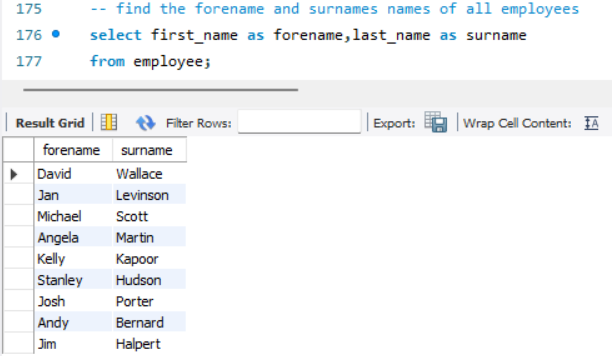 175 -- find the forename and surnames names of all employees
176 select first_name as forename,last_name as surname
177 from employee;
Result Grid Filter Rows: Export: Wrap Cell Content: IA
forename surname
David Wallace
Jan Levinson
Michael Scott
Angela Martin
Kelly Kapoor
Stanley Hudson
Josh Porter
Andy Bernard
Jim Halpert